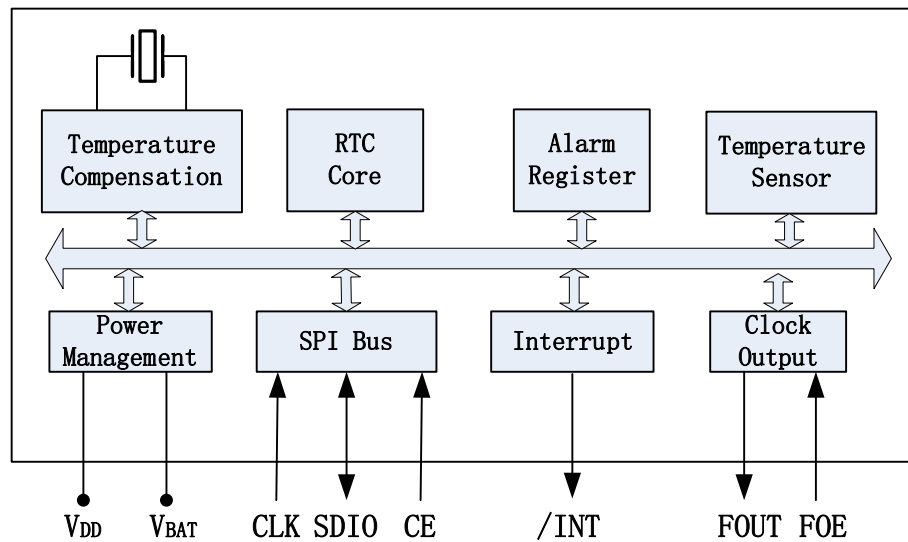 Temperature
Compensation
RTC
Core
Alarm
Register
Temperature
Sensor
Power
Management
SPI Bus
Interrupt
Clock
Output
VDD
VBAT
CLK
SDIO
CE
/INT
FOUT
FOE